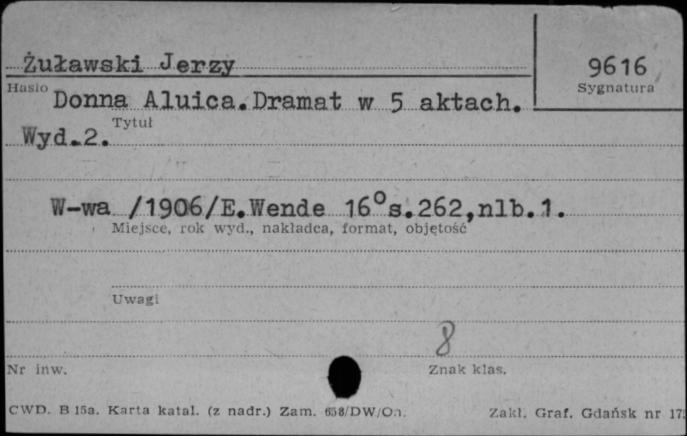 Żuławski Jerzy
9616
Hasło
Sygnatura
Donna Aluica. Dramat w 5 aktach.
Tytuł
Wyd.2.
W-wa /1906/E.Wende 16°s.262,nlb.1.
Miejsce, rok wyd., nakładca, format, objętość
Uwagi
8
Nr inw.
Znak klas.
CWD. B 15a. Karta katal. (z nadr.) Zam. 658/DW/On.
Zakł. Graf. Gdańsk nr